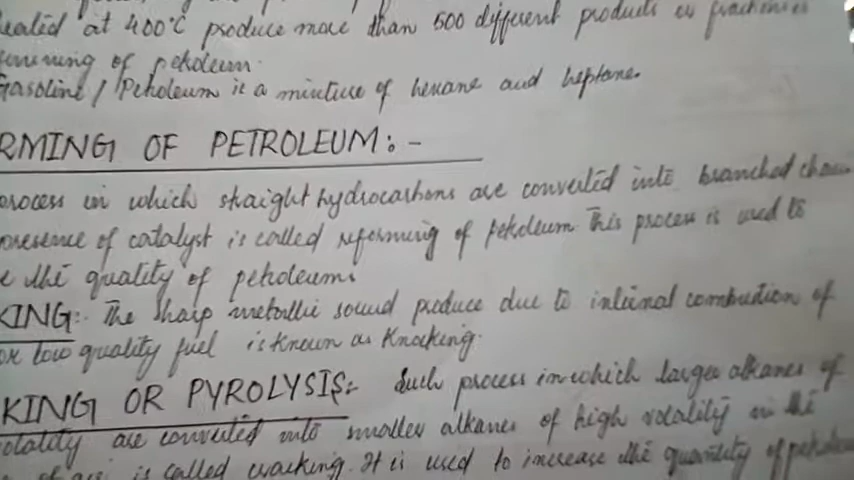 at 400°C produce more than 500 different products or fractions
of petroleum.
Gasoline / Petroleum is a mixture of hexane and heptane.
RMING OF PETROLEUM:-
process in which straight hydrocarbons are converted into branched chain
presence of catalyst is called reforming of petroleum This process is used to
the quality of petroleum.
KING:- The sharp metallic sound produce due to internal combustion of
or low quality fuel is known as Knocking.
KING OR PYROLYSIS:- Such process in which larger alkanes of
are converted into smaller alkanes of high volatility in the
of air is called cracking. It is used to increase the quantity of petroleum